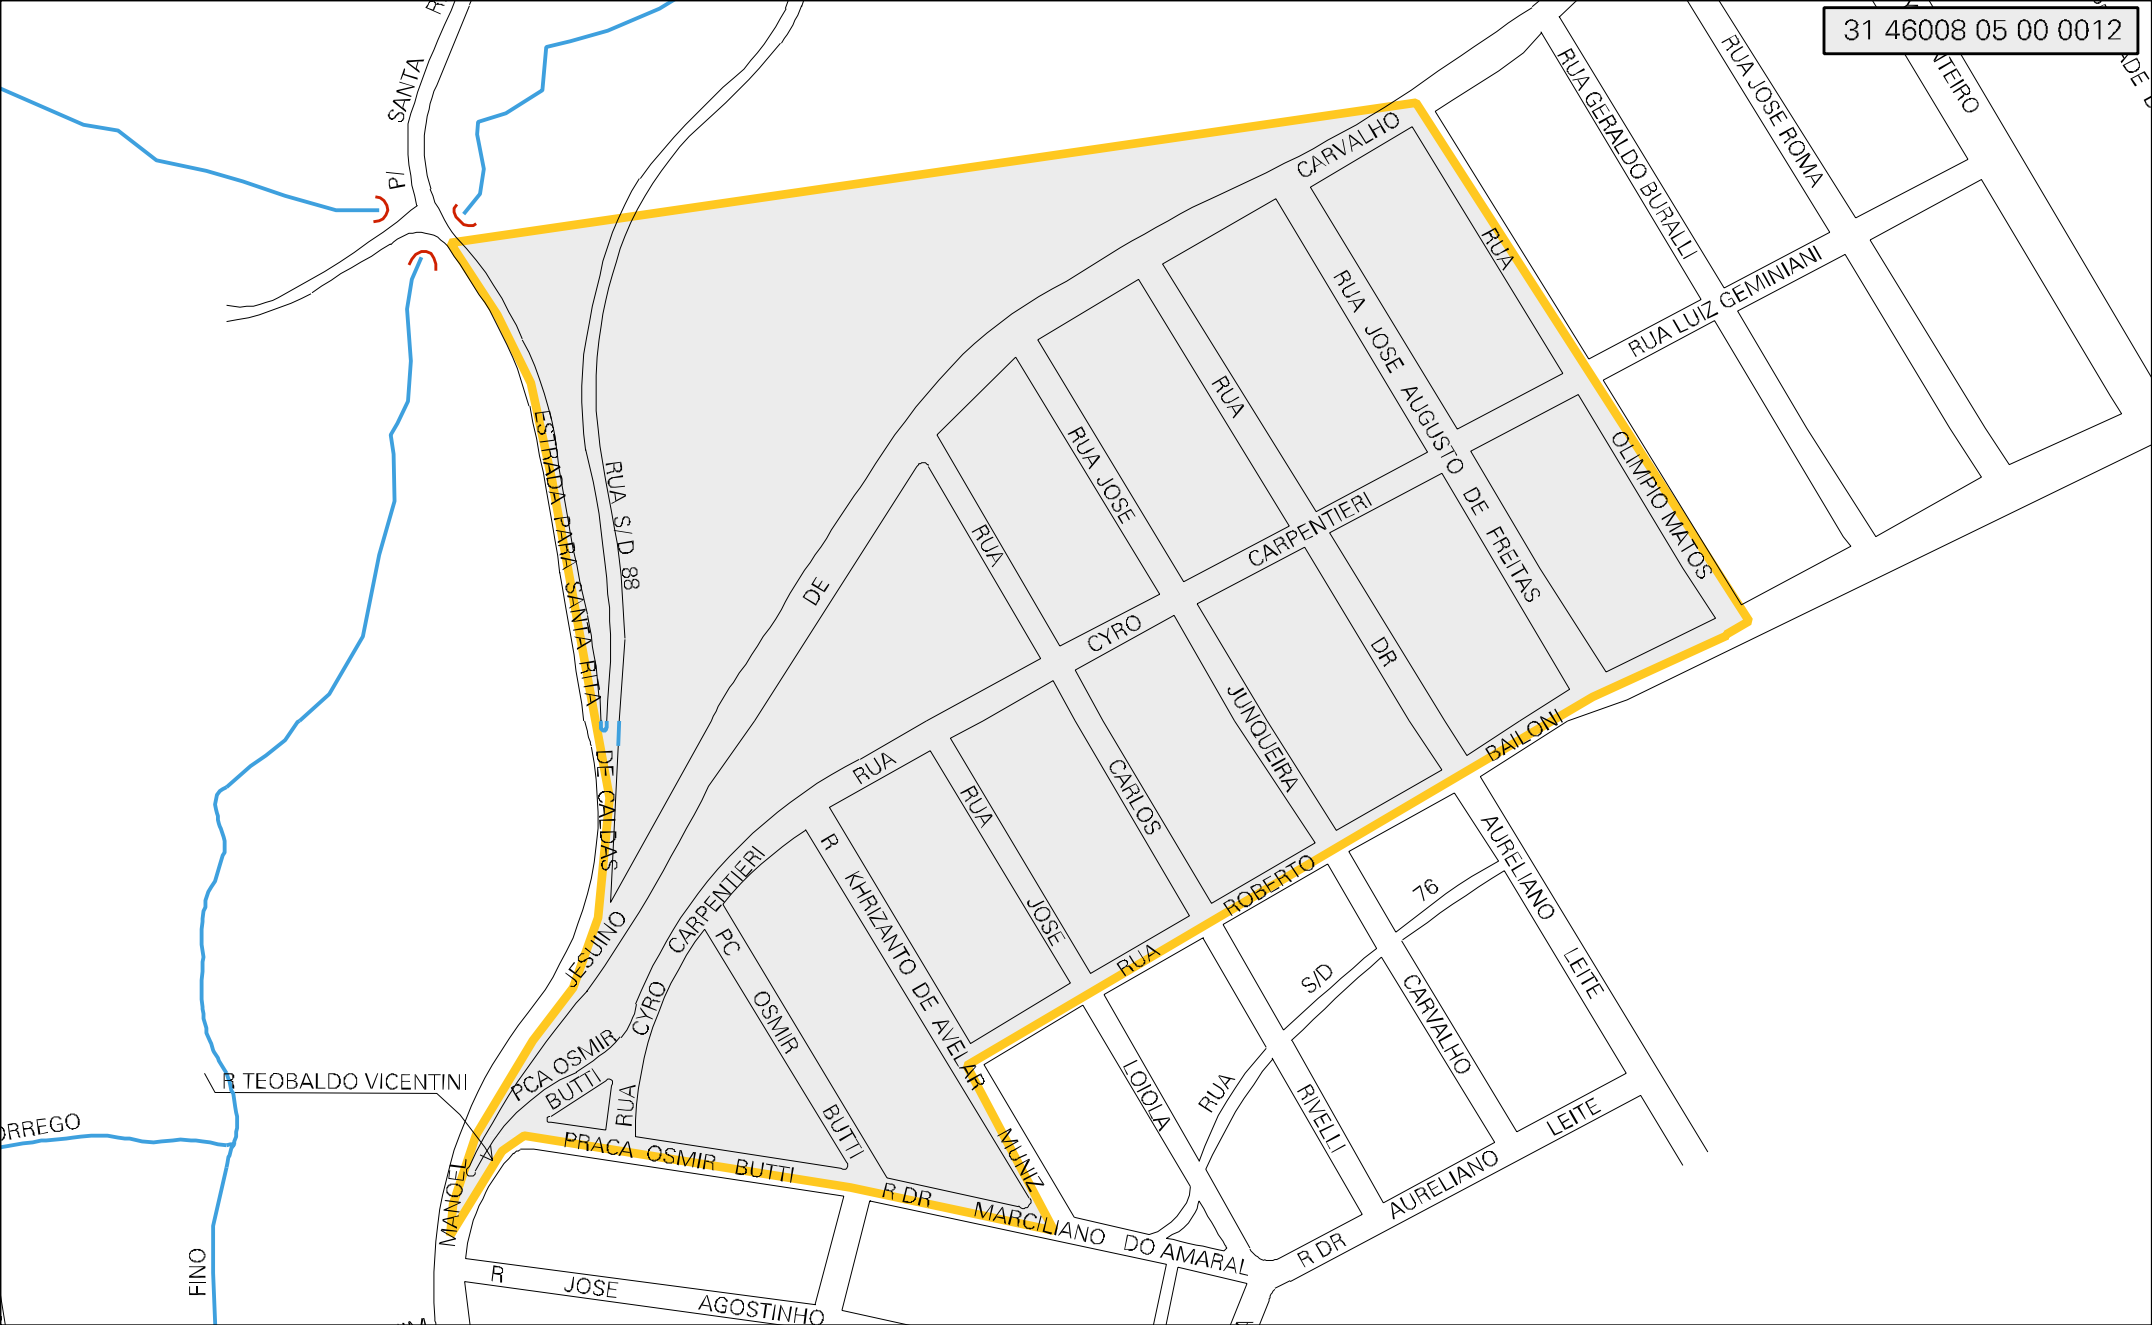 31 46008 05 00 0012
R
SANTA
P/
RUA GERALDO BURALLI
RUA JOSE ROMA
NTEIRO
ADE
CARVALHO
RUA
RUA LUIZ GEMINIANI
RUA JOSE AUGUSTO DE FREITAS
OLIMPIO MATOS
RUA
RUA JOSE
RUA
DE
CARPENTIERI
CYRO
RUA
DR
JUNQUEIRA
CARLOS
RUA
JOSE
ESTRADA PARA SANTA RITA
DE CALDAS
RUA S/D 88
BAILONI
ROBERTO
RUA
R KHRIZANTO DE AVELAR
MUNIZ
CARPENTIERI
CYRO
RUA
PC OSMIR BUTTI
JESUINO
MANOEL
PCA OSMIR
BUTTI
R TEOBALDO VICENTINI
PRACA OSMIR BUTTI
R DR MARCILIANO DO AMARAL
AURELIANO LEITE
76
S/D
RUA
CARVALHO
RIVELLI
LOIOLA
R DR AURELIANO LEITE
R JOSE AGOSTINHO
ORREGO
FINO